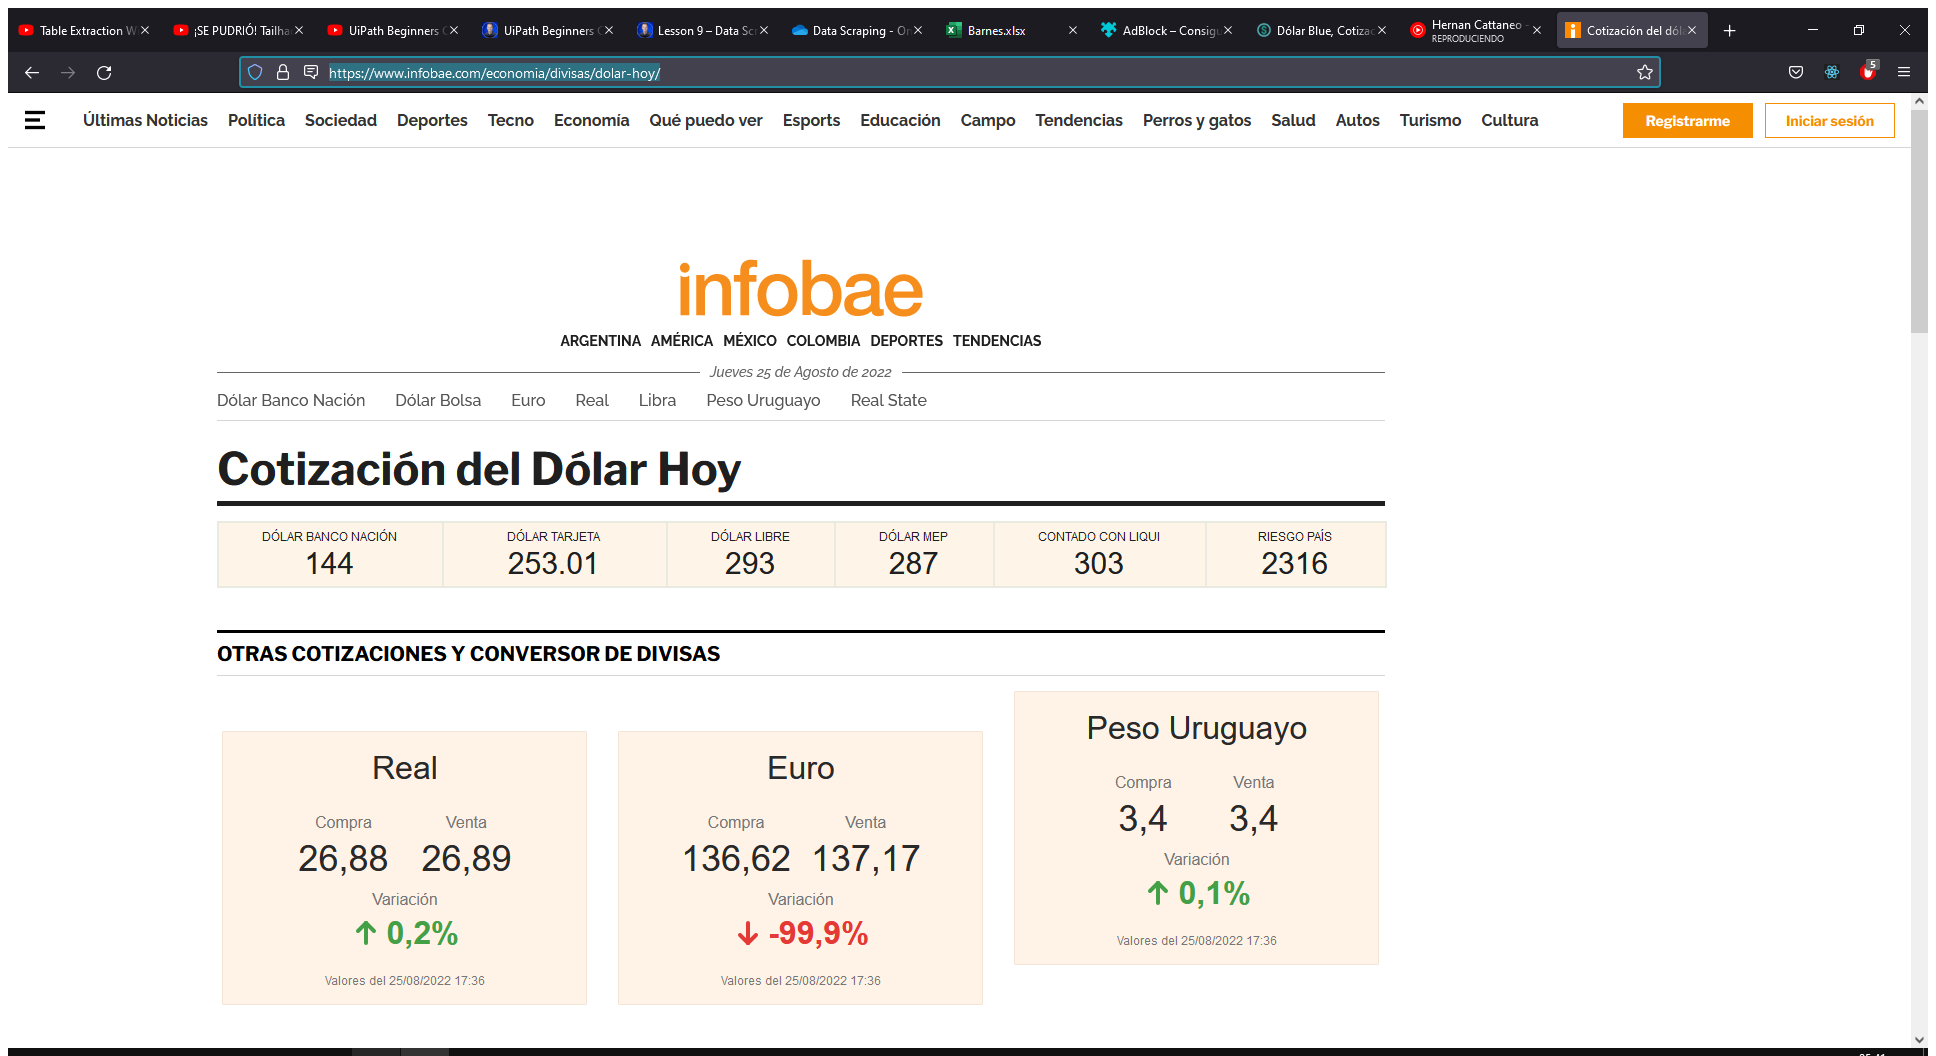 Table Extraction W
¡SE PUDRIÓ! Tailha
UiPath Beginners C
UiPath Beginners C
Lesson 9 – Data Sc
Data Scraping - On
Barnes.xlsx
AdBlock – Consigu
Dólar Blue, Cotizac
Hernan Cattaneo -
REPRODUCIENDO
Cotización del dól
https://www.infobae.com/economia/divisas/dolar-hoy/
5
Últimas Noticias Política Sociedad Deportes Tecno Economía Qué puedo ver Esports Educación Campo Tendencias Perros y gatos Salud Autos Turismo Cultura
Registrarme
Iniciar sesión
infobae
ARGENTINA AMÉRICA MÉXICO COLOMBIA DEPORTES TENDENCIAS
Jueves 25 de Agosto de 2022
Dólar Banco Nación Dólar Bolsa Euro Real Libra Peso Uruguayo Real State
Cotización del Dólar Hoy
DÓLAR BANCO NACIÓN DÓLAR TARJETA DÓLAR LIBRE DÓLAR MEP CONTADO CON LIQUI RIESGO PAÍS
144 253.01 293 287 303 2316
OTRAS COTIZACIONES Y CONVERSOR DE DIVISAS
Real
Compra Venta
26,88 26,89
Variación
↑ 0,2%
Valores del 25/08/2022 17:36
Euro
Compra Venta
136,62 137,17
Variación
↓ -99,9%
Valores del 25/08/2022 17:36
Peso Uruguayo
Compra Venta
3,4 3,4
Variación
↑ 0,1%
Valores del 25/08/2022 17:36